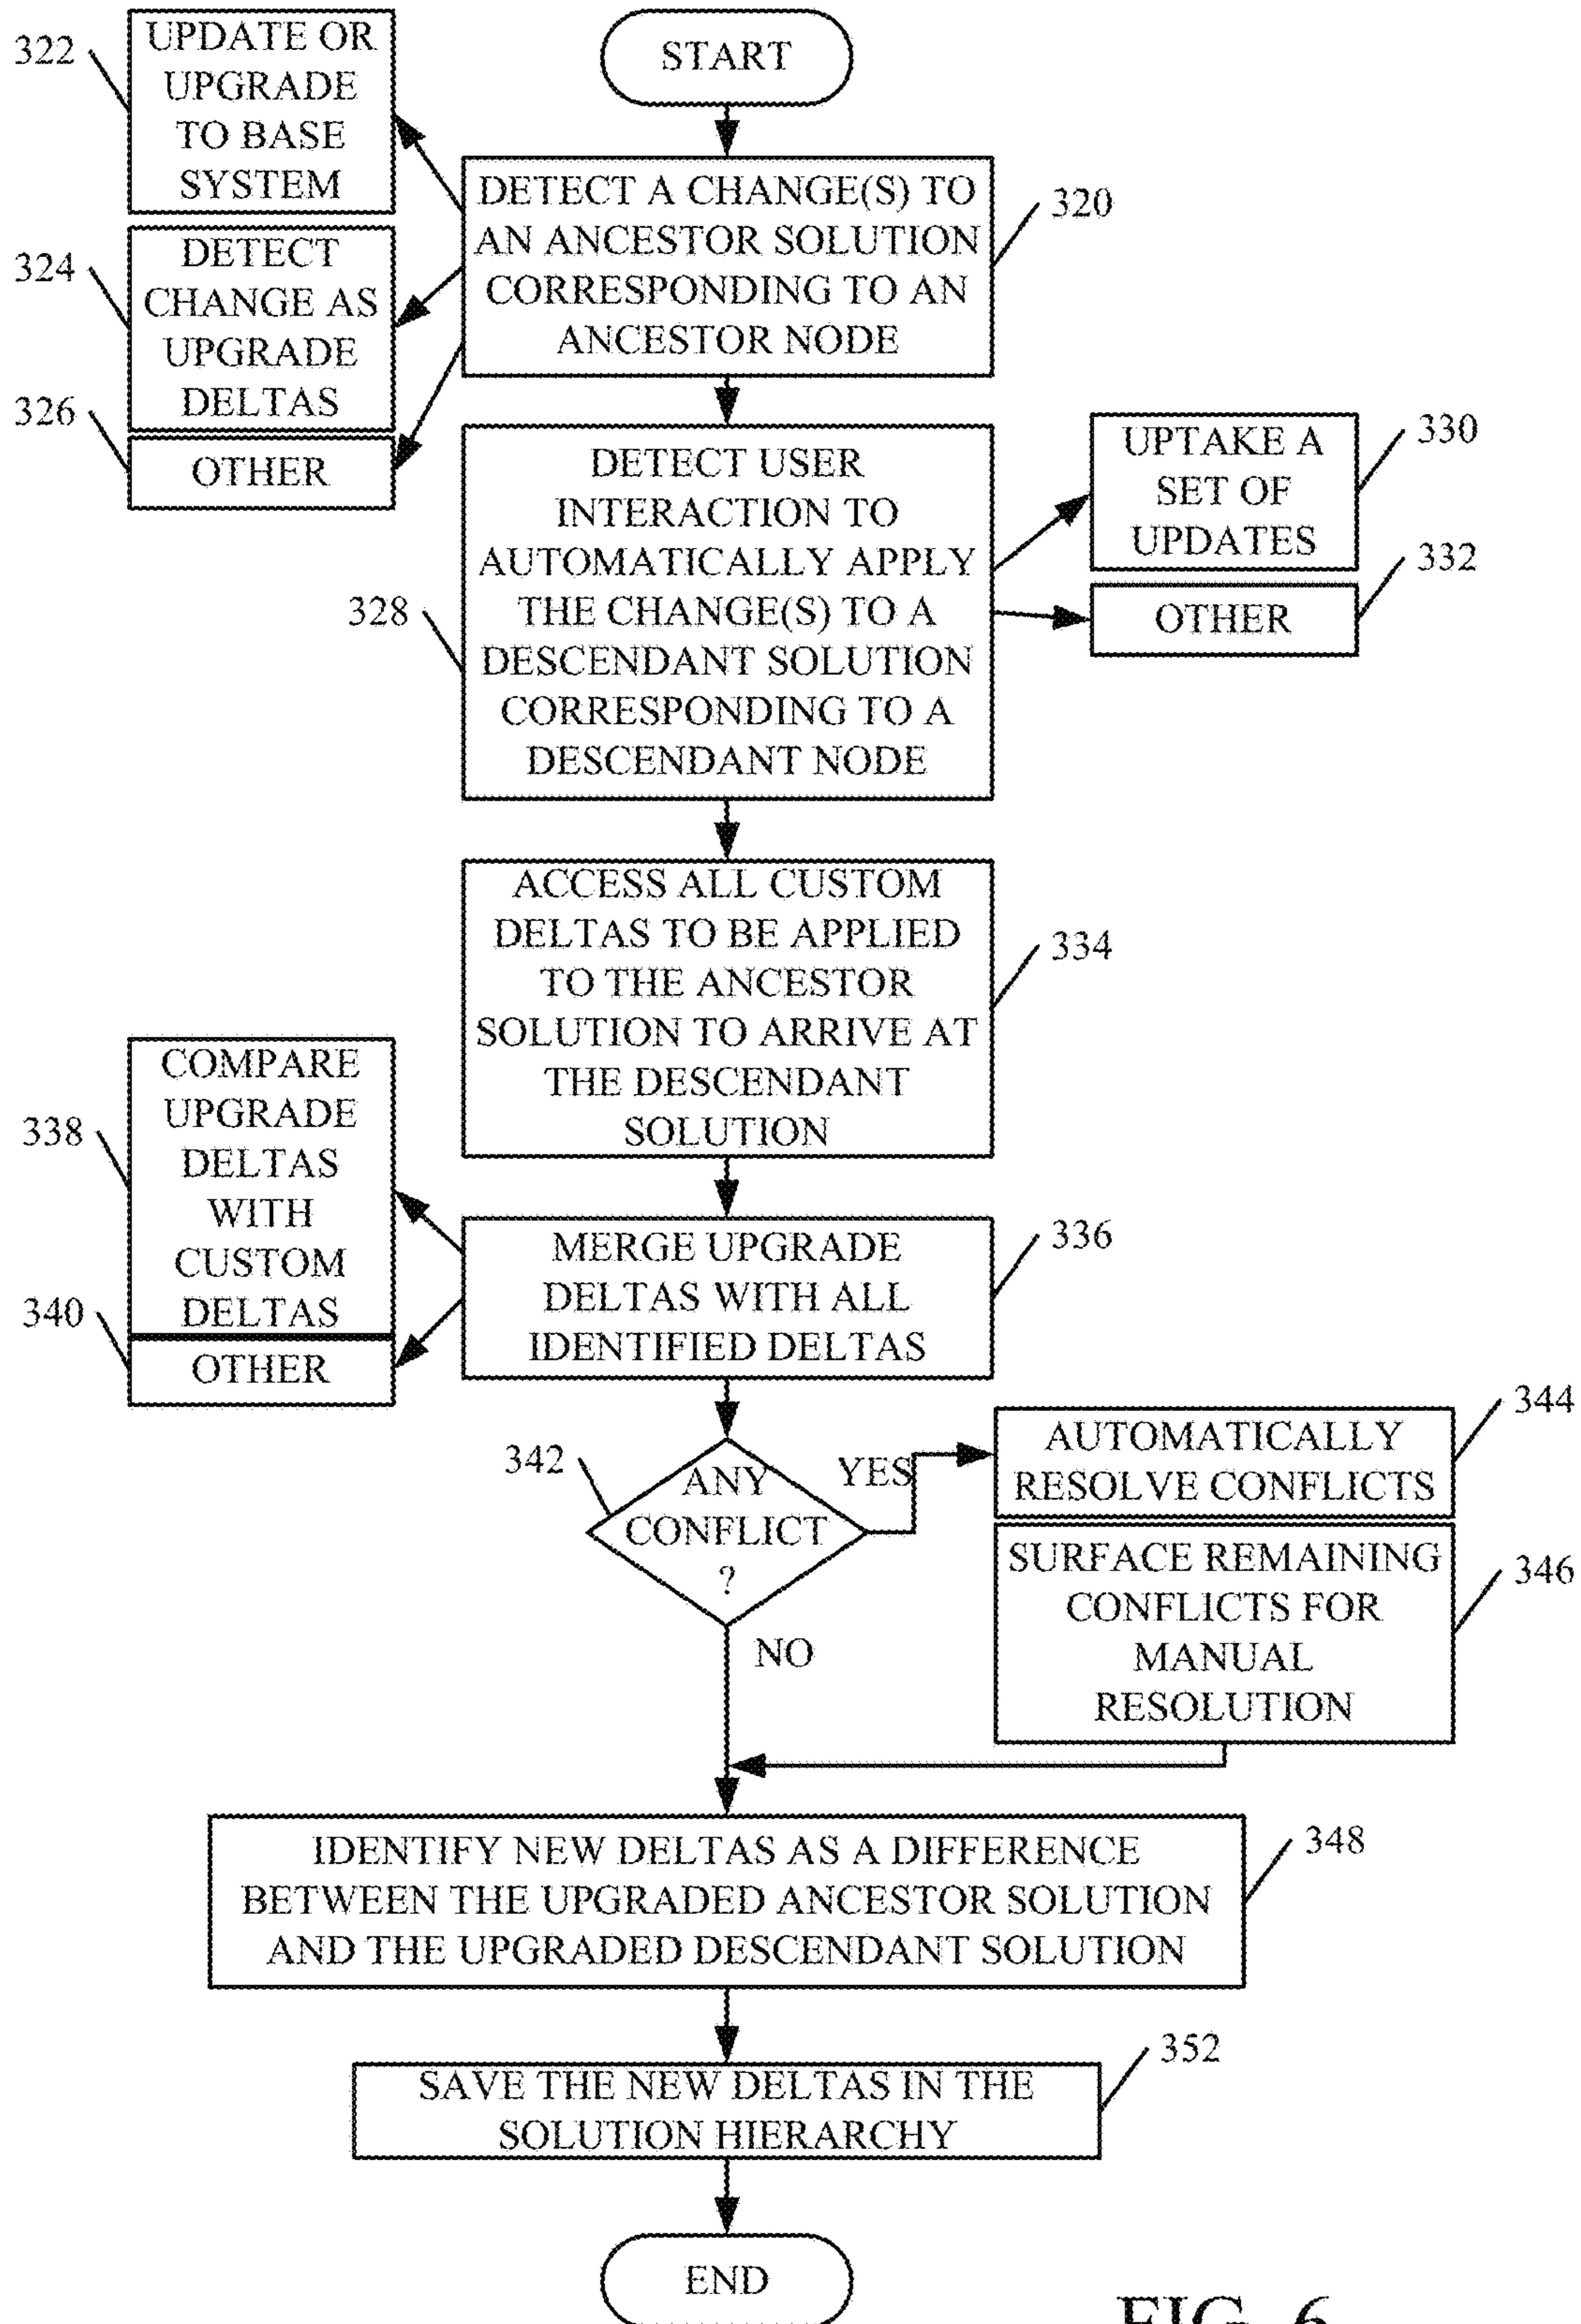 322
UPDATE OR
UPGRADE
TO BASE
SYSTEM
START
DETECT A CHANGE(S) TO
AN ANCESTOR SOLUTION
CORRESPONDING TO AN
ANCESTOR NODE
320
324
DETECT
CHANGE AS
UPGRADE
DELTAS
326
OTHER
328
DETECT USER
INTERACTION TO
AUTOMATICALLY APPLY
THE CHANGE(S) TO A
DESCENDANT SOLUTION
CORRESPONDING TO A
DESCENDANT NODE
UPTAKE A
SET OF
UPDATES
330
OTHER
332
ACCESS ALL CUSTOM
DELTAS TO BE APPLIED
TO THE ANCESTOR
SOLUTION TO ARRIVE AT
THE DESCENDANT
SOLUTION
334
338
COMPARE
UPGRADE
DELTAS
WITH
CUSTOM
DELTAS
340
OTHER
MERGE UPGRADE
DELTAS WITH ALL
IDENTIFIED DELTAS
336
342
ANY
CONFLICT
?
YES
NO
AUTOMATICALLY
RESOLVE CONFLICTS
344
SURFACE REMAINING
CONFLICTS FOR
MANUAL
RESOLUTION
346
IDENTIFY NEW DELTAS AS A DIFFERENCE
BETWEEN THE UPGRADED ANCESTOR SOLUTION
AND THE UPGRADED DESCENDANT SOLUTION
348
SAVE THE NEW DELTAS IN THE
SOLUTION HIERARCHY
352
END
FIG. 6